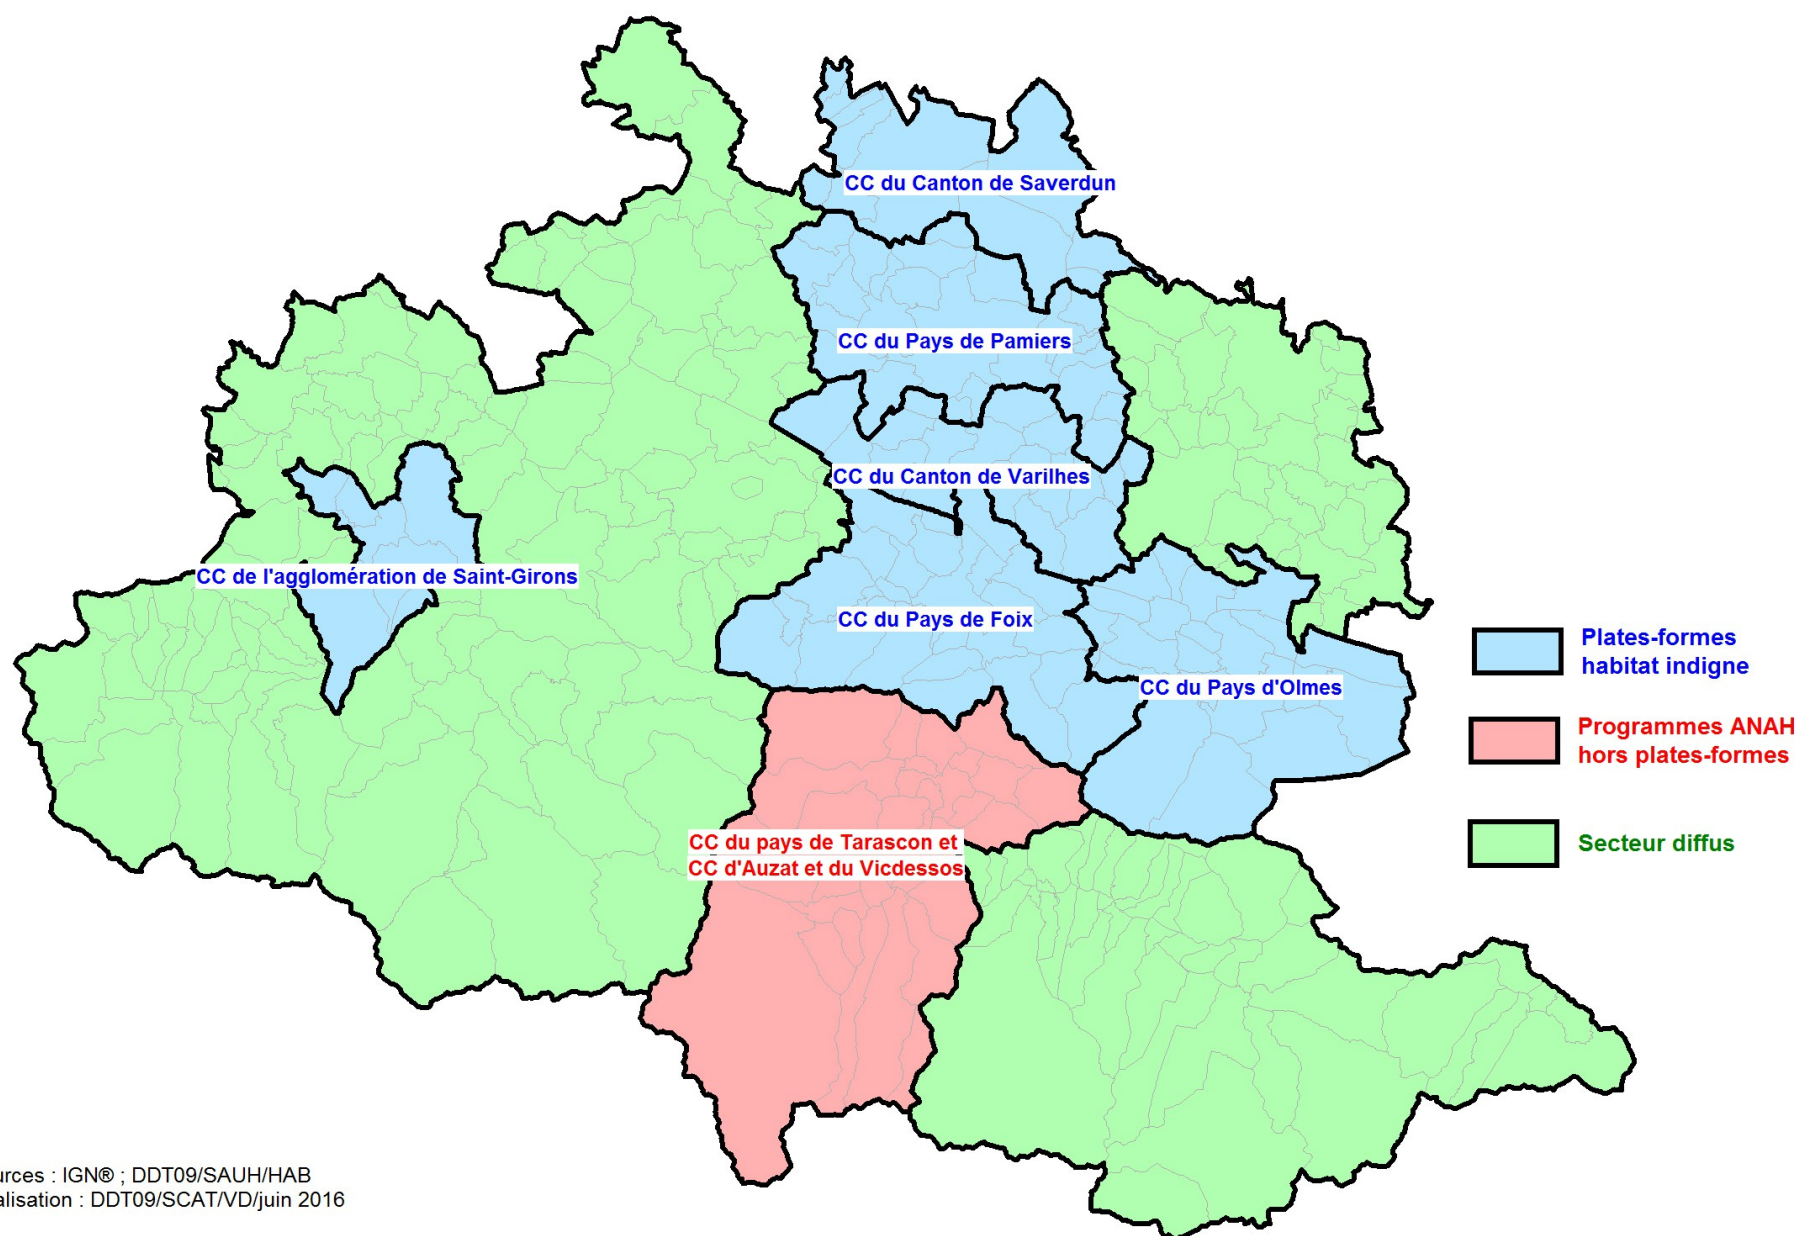 CC du Canton de Saverdun
CC du Pays de Pamiers
CC du Canton de Varilhes
CC de l'agglomération de Saint-Girons
CC du Pays de Foix
CC du Pays d'Olmes
CC du pays de Tarascon et
CC d'Auzat et du Vicdessos
Plates-formes
habitat indigne
Programmes ANAH
hors plates-formes
Secteur diffus
urces : IGN® ; DDT09/SAUH/HAB
alisation : DDT09/SCAT/VD/juin 2016